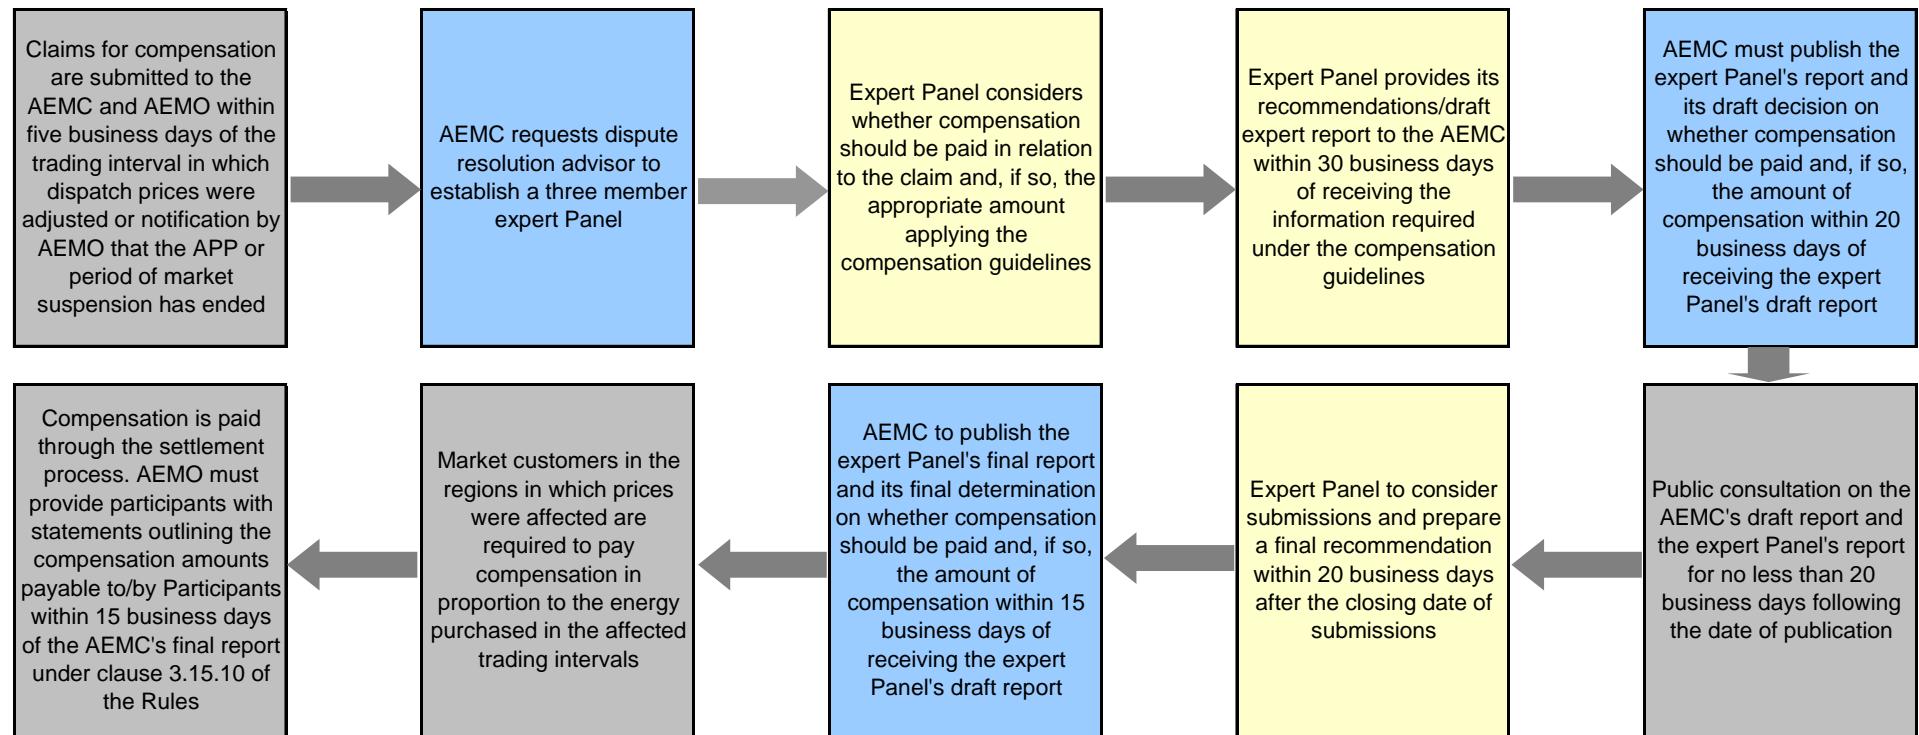 Claims for compensation
are submitted to the
AEMC and AEMO within
five business days of the
trading interval in which
dispatch prices were
adjusted or notification by
AEMO that the APP or
period of market
suspension has ended
AEMC requests dispute
resolution advisor to
establish a three member
expert Panel
Expert Panel considers
whether compensation
should be paid in relation
to the claim and, if so, the
appropriate amount
applying the
compensation guidelines
Expert Panel provides its
recommendations/draft
expert report to the AEMC
within 30 business days
of receiving the
information required
under the compensation
guidelines
AEMC must publish the
expert Panel's report and
its draft decision on
whether compensation
should be paid and, if so,
the amount of
compensation within 20
business days of
receiving the expert
Panel's draft report
Public consultation on the
AEMC's draft report and
the expert Panel's report
for no less than 20
business days following
the date of publication
Expert Panel to consider
submissions and prepare
a final recommendation
within 20 business days
after the closing date of
submissions
AEMC to publish the
expert Panel's final report
and its final determination
on whether compensation
should be paid and, if so,
the amount of
compensation within 15
business days of
receiving the expert
Panel's draft report
Market customers in the
regions in which prices
were affected are
required to pay
compensation in
proportion to the energy
purchased in the affected
trading intervals
Compensation is paid
through the settlement
process. AEMO must
provide participants with
statements outlining the
compensation amounts
payable to/by Participants
within 15 business days
of the AEMC's final report
under clause 3.15.10 of
the Rules